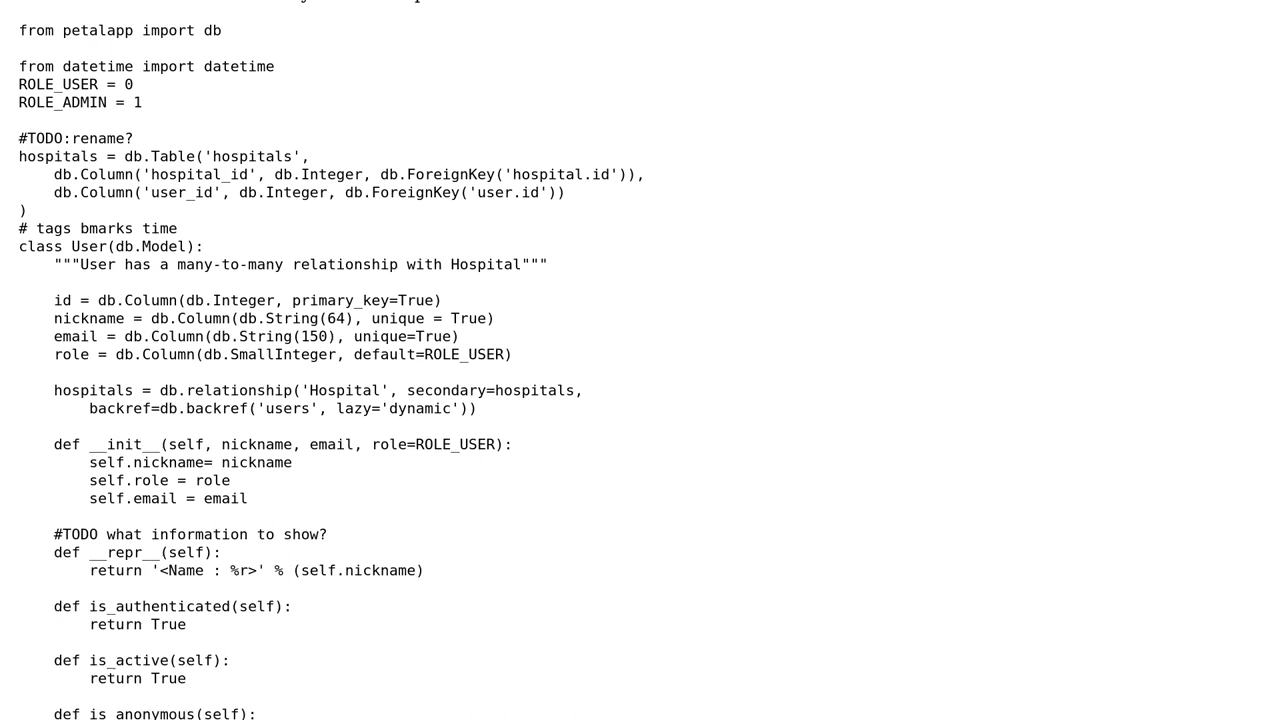 from petalapp import db
from datetime import datetime
ROLE_USER = 0
ROLE_ADMIN = 1
#TODO:rename?
hospitals = db.Table('hospitals',
    db.Column('hospital_id', db.Integer, db.ForeignKey('hospital.id')),
    db.Column('user_id', db.Integer, db.ForeignKey('user.id'))
)
# tags bmarks time
class User(db.Model):
    """User has a many-to-many relationship with Hospital"""
    id = db.Column(db.Integer, primary_key=True)
    nickname = db.Column(db.String(64), unique = True)
    email = db.Column(db.String(150), unique=True)
    role = db.Column(db.SmallInteger, default=ROLE_USER)
    hospitals = db.relationship('Hospital', secondary=hospitals,
        backref=db.backref('users', lazy='dynamic'))
    def __init__(self, nickname, email, role=ROLE_USER):
        self.nickname= nickname
        self.role = role
        self.email = email
    #TODO what information to show?
    def __repr__(self):
        return '<Name : %r>' % (self.nickname)
    def is_authenticated(self):
        return True
    def is_active(self):
        return True
    def is_anonymous(self):